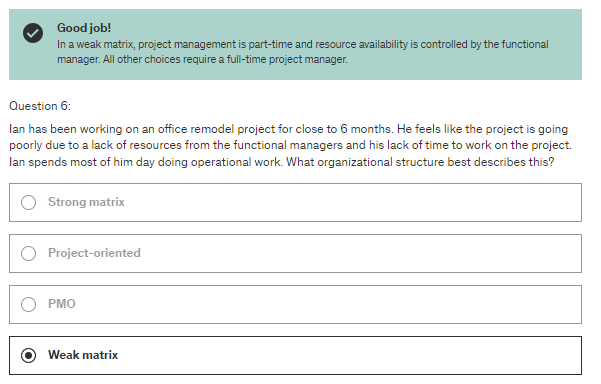 Good job!
In a weak matrix, project management is part-time and resource availability is controlled by the functional
manager. All other choices require a full-time project manager.
Question 6:
Ian has been working on an office remodel project for close to 6 months. He feels like the project is going
poorly due to a lack of resources from the functional managers and his lack of time to work on the project.
Ian spends most of him day doing operational work. What organizational structure best describes this?
Strong matrix
Project-oriented
PMO
Weak matrix